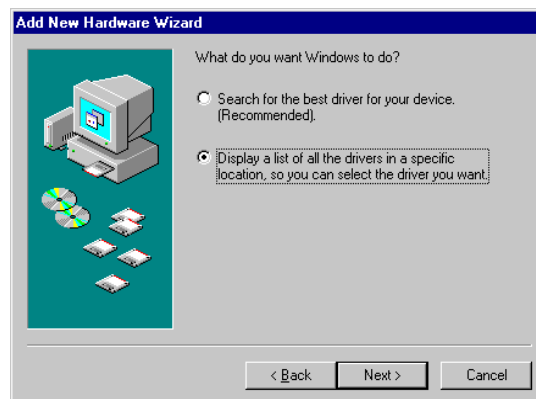 Add New Hardware Wizard
What do you want Windows to do?
Search for the best driver for your device.
(Recommended).
Display a list of all the drivers in a specific
location, so you can select the driver you want.
< Back
Next >
Cancel